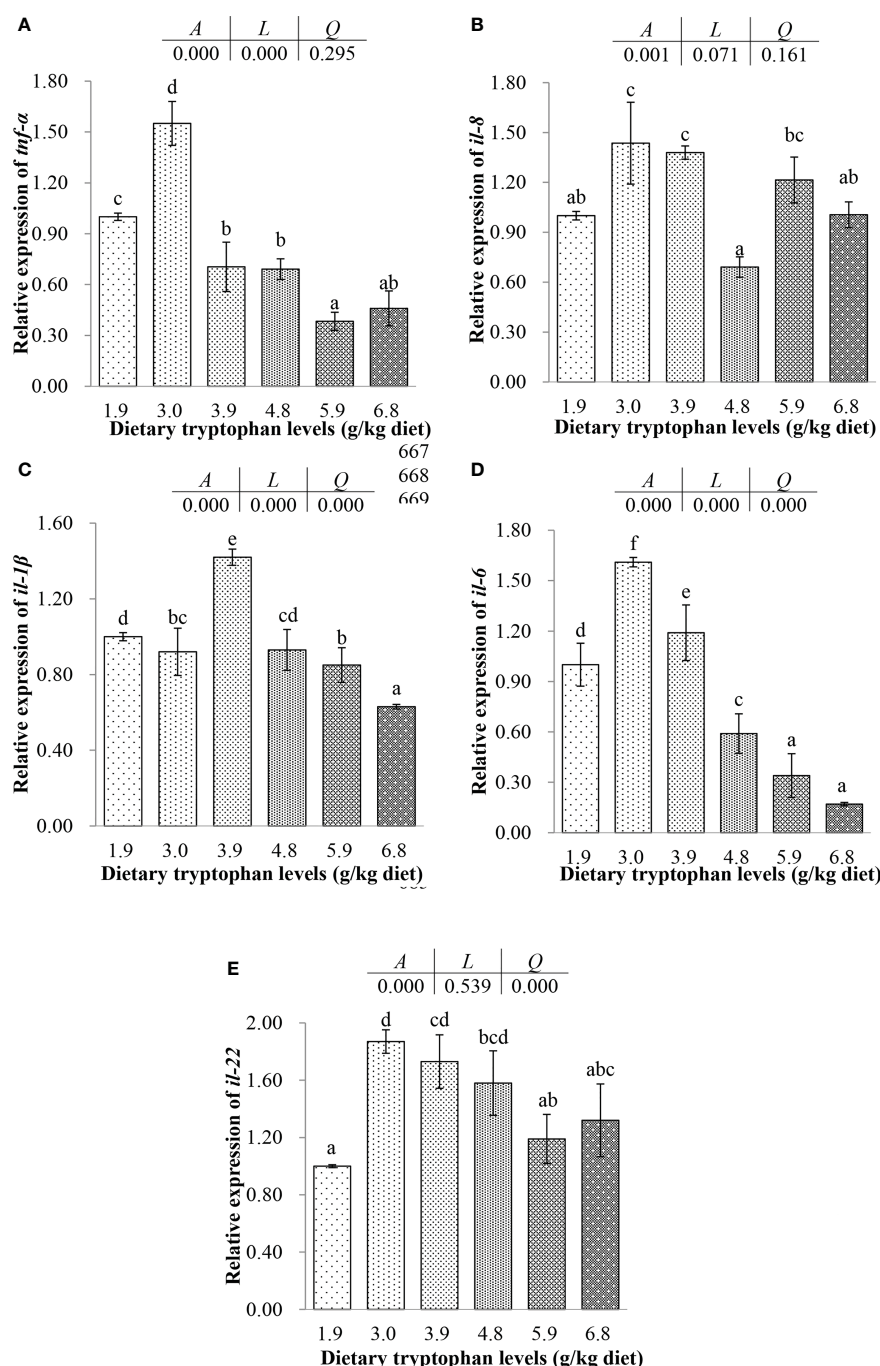 A
A L Q
0.000 0.000 0.295
Relative expression of tnf-α
1.80
1.50
1.20
0.90
0.60
0.30
0.00
c
d
b
b
a
ab
1.9 3.0 3.9 4.8 5.9 6.8
Dietary tryptophan levels (g/kg diet)
B
A L Q
0.001 0.071 0.161
Relative expression of il-8
1.80
1.50
1.20
0.90
0.60
0.30
0.00
ab
c
c
a
bc
ab
1.9 3.0 3.9 4.8 5.9 6.8
Dietary tryptophan levels (g/kg diet)
667
668
669
C
A L Q
0.000 0.000 0.000
Relative expression of il-1β
1.60
1.20
0.80
0.40
0.00
d
bc
e
cd
b
a
1.9 3.0 3.9 4.8 5.9 6.8
Dietary tryptophan levels (g/kg diet)
D
A L Q
0.000 0.000 0.000
Relative expression of il-6
1.80
1.50
1.20
0.90
0.60
0.30
0.00
d
f
e
c
a
a
1.9 3.0 3.9 4.8 5.9 6.8
Dietary tryptophan levels (g/kg diet)
E
A L Q
0.000 0.539 0.000
Relative expression of il-22
2.00
1.60
1.20
0.80
0.40
0.00
a
d
cd
bcd
ab
abc
1.9 3.0 3.9 4.8 5.9 6.8
Dietary tryptophan levels (g/kg diet)